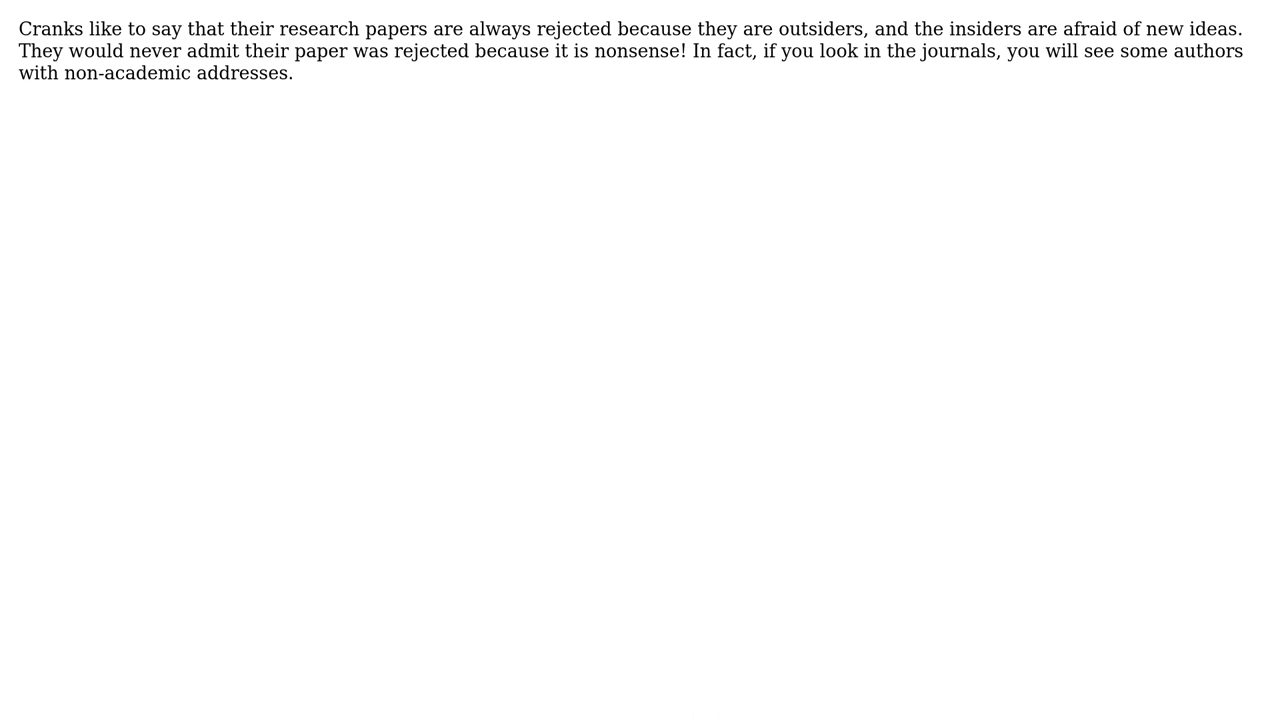 Cranks like to say that their research papers are always rejected because they are outsiders, and the insiders are afraid of new ideas.
They would never admit their paper was rejected because it is nonsense! In fact, if you look in the journals, you will see some authors
with non-academic addresses.